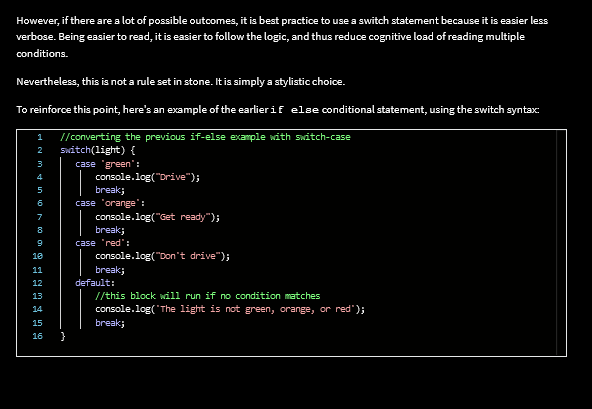 However, if there are a lot of possible outcomes, it is best practice to use a switch statement because it is easier less
verbose. Being easier to read, it is easier to follow the logic, and thus reduce cognitive load of reading multiple
conditions.
Nevertheless, this is not a rule set in stone. It is simply a stylistic choice.
To reinforce this point, here's an example of the earlier if else conditional statement, using the switch syntax:
1 //converting the previous if-else example with switch-case
2 switch(light) {
3 case 'green':
4 console.log("Drive");
5 break;
6 case 'orange':
7 console.log("Get ready");
8 break;
9 case 'red':
10 console.log("Don't drive");
11 break;
12 default:
13 //this block will run if no condition matches
14 console.log('The light is not green, orange, or red');
15 break;
16 }